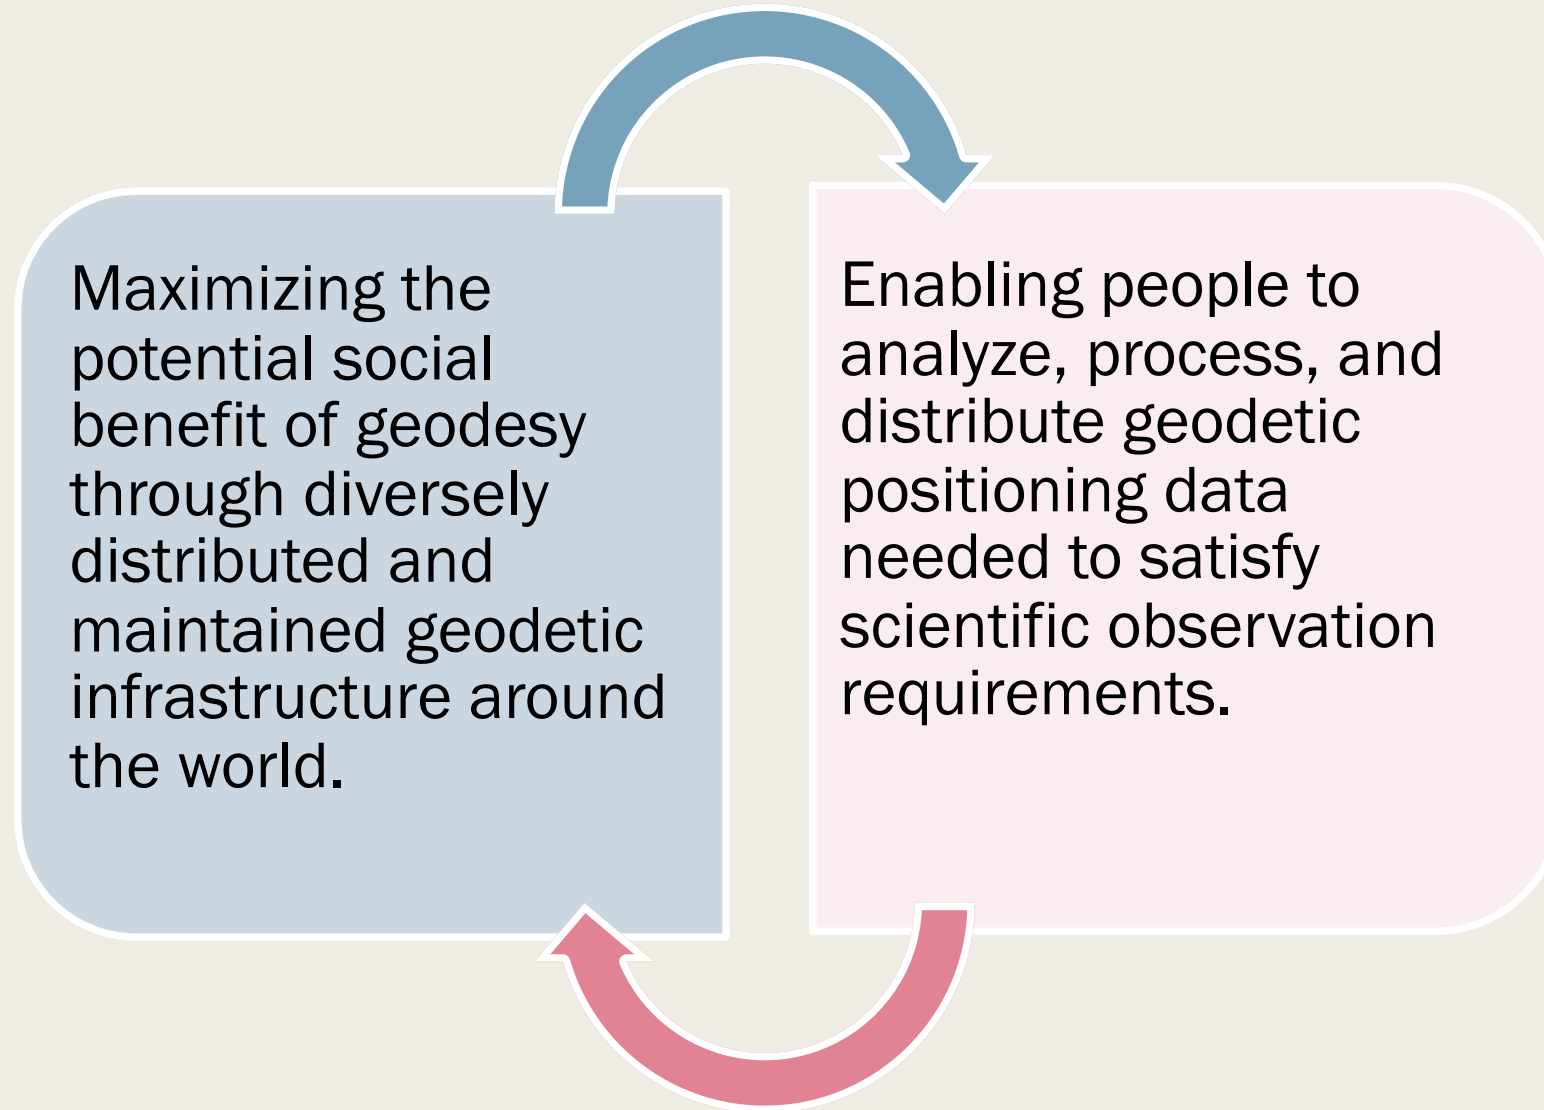 Maximizing the
potential social
benefit of geodesy
through diversely
distributed and
maintained geodetic
infrastructure around
the world.
Enabling people to
analyze, process, and
distribute geodetic
positioning data
needed to satisfy
scientific observation
requirements.